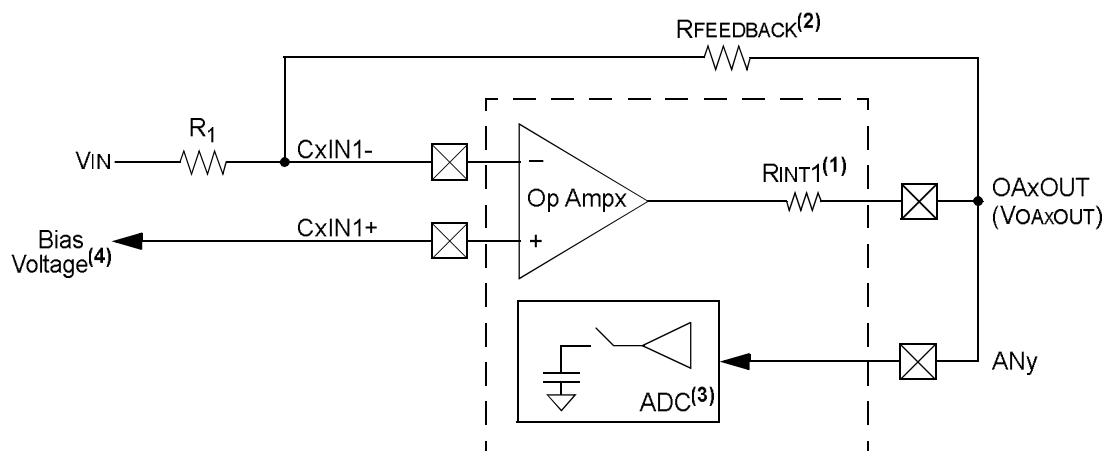 RFEEDBACK(2)
R1
VIN
CxIN1-
−
Op Ampx
RINT1(1)
OAxOUT
(VOAxOUT)
CxIN1+
+
Bias
Voltage(4)
ADC(3)
ANy